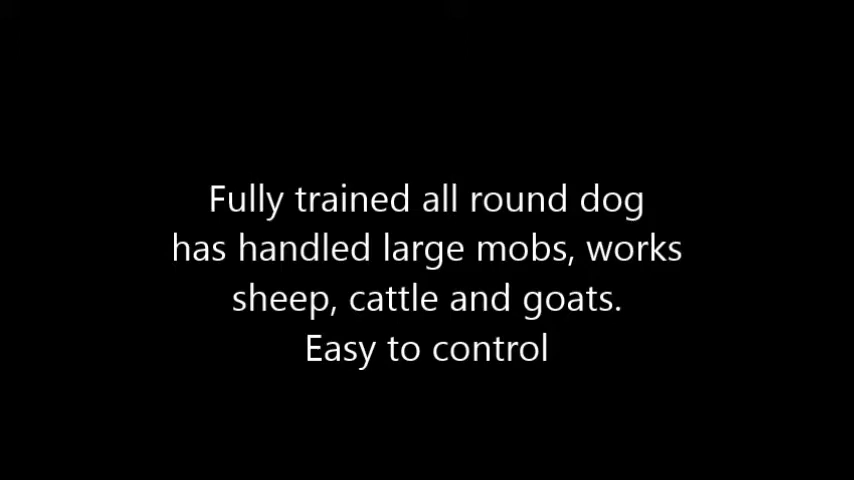 Fully trained all round dog
has handled large mobs, works
sheep, cattle and goats.
Easy to control